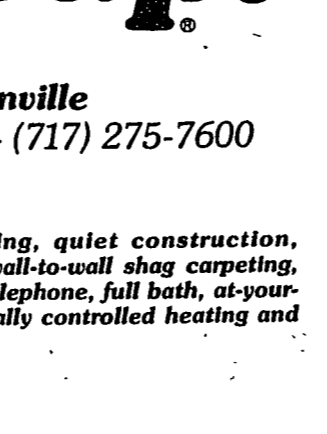 ®
nville
(717) 275-7600
ing, quiet construction,
wall-to-wall shag carpeting,
lephone, full bath, at-your-
ally controlled heating and